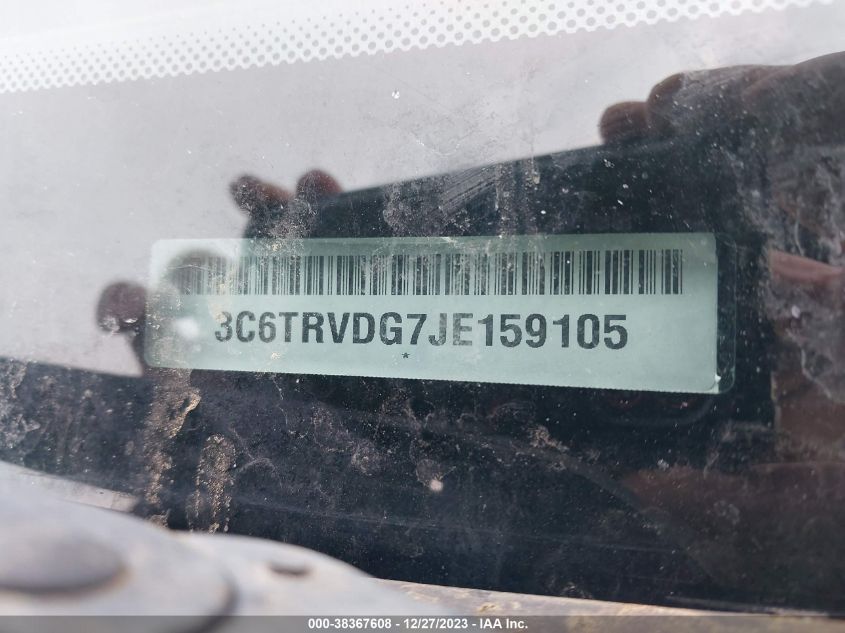 3C6TRVDG7JE159105
*
000-38367608 - 12/27/2023 - IAA Inc.